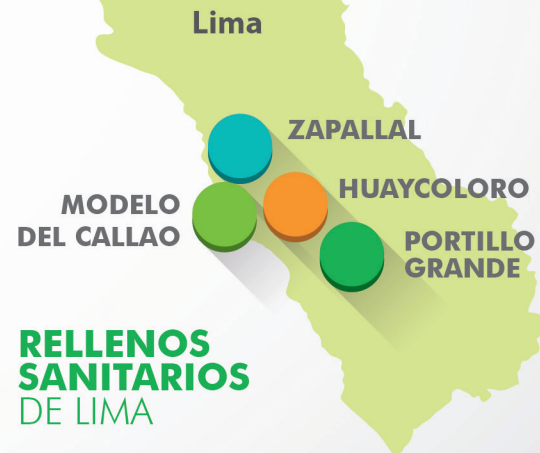 Lima
ZAPALLAL
HUAYCOLORO
MODELO
DEL CALLAO
PORTILLO
GRANDE
RELLENOS
SANITARIOS
DE LIMA